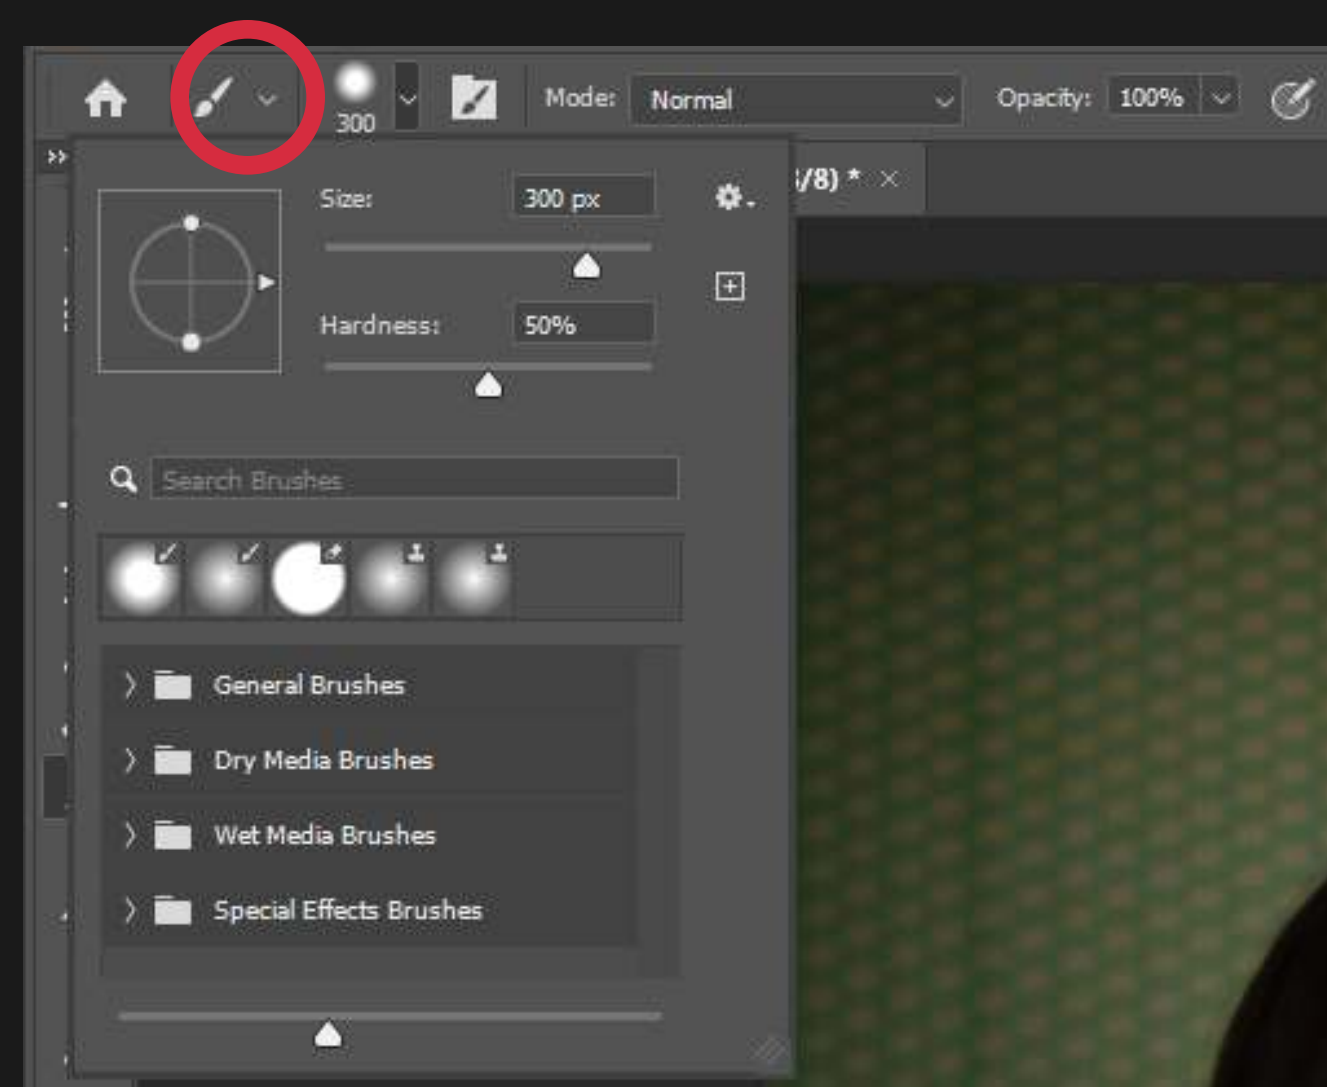 300
Mode: Normal
Opacity: 100%
/8) *
Size: 300 px
Hardness: 50%
Search Brushes
General Brushes
Dry Media Brushes
Wet Media Brushes
Special Effects Brushes